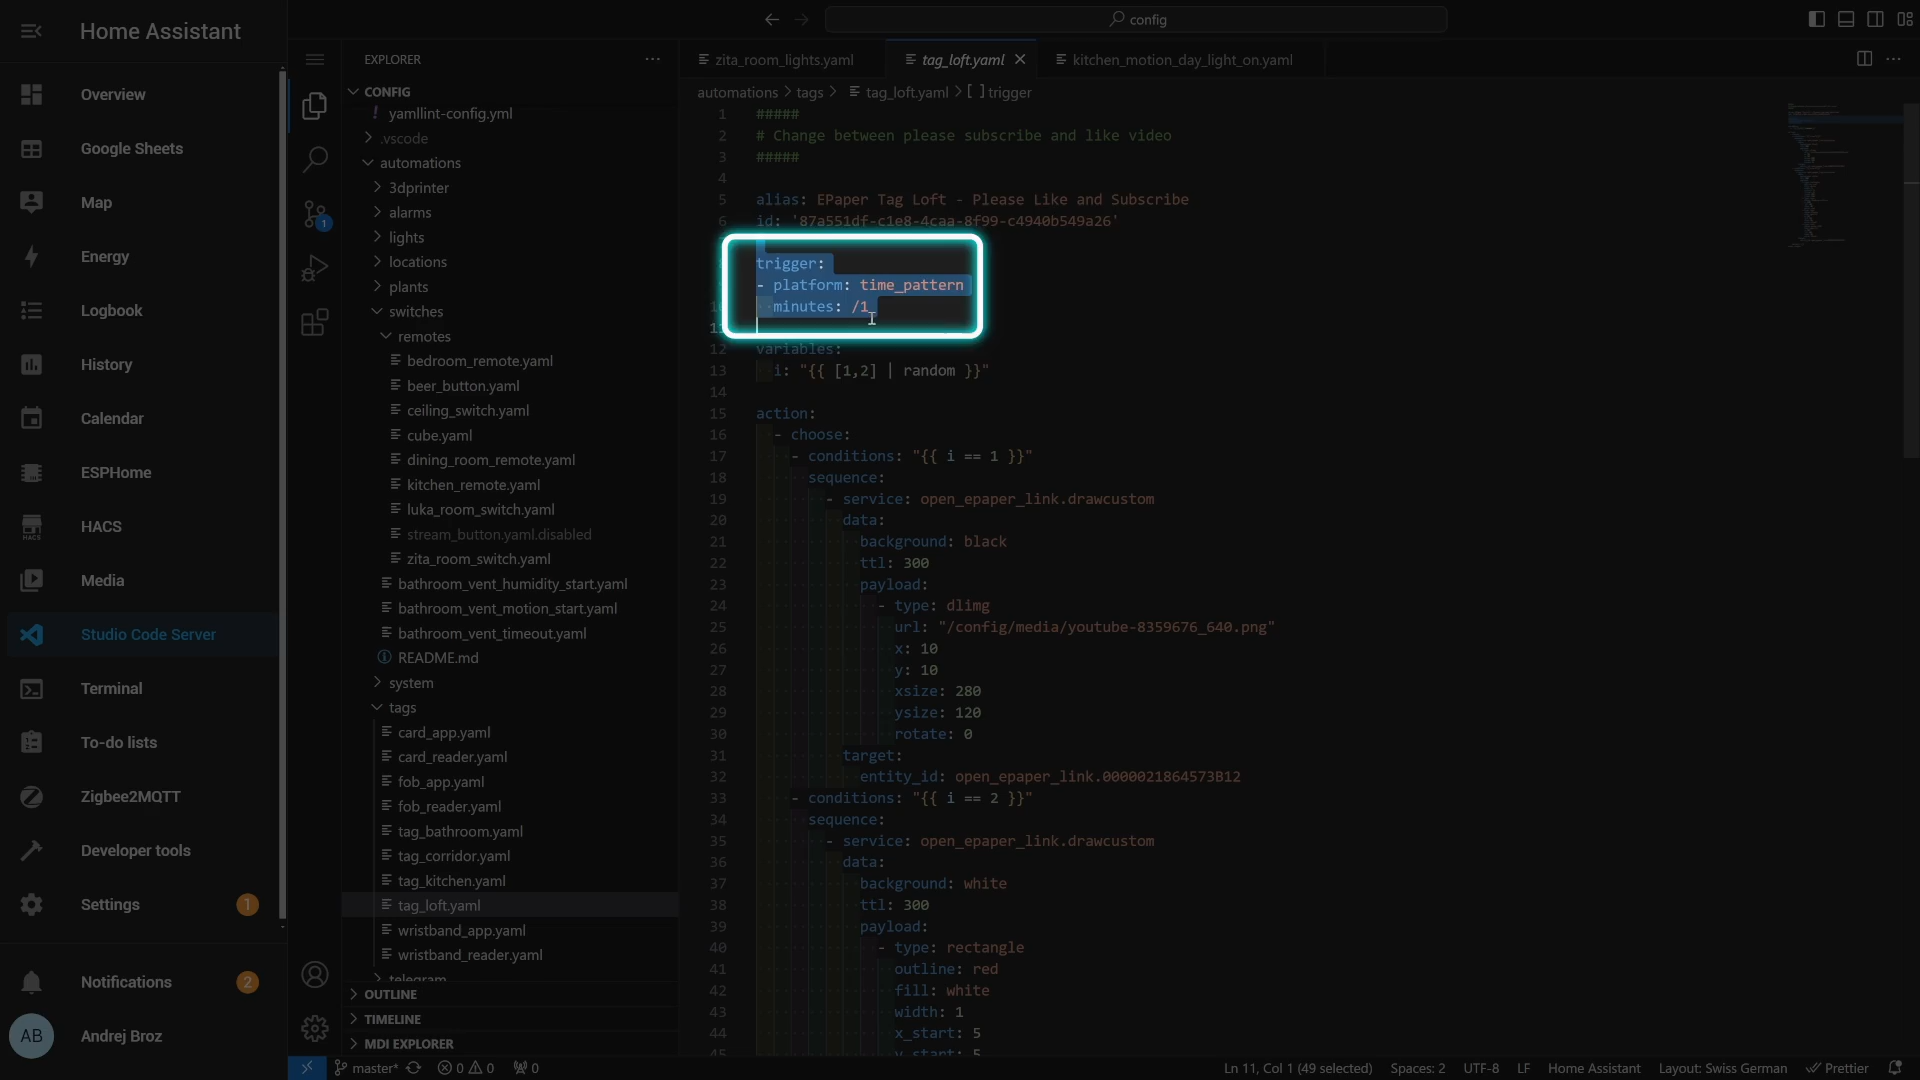 Home Assistant
Overview
Google Sheets
Map
Energy
Logbook
History
Calendar
ESPHome
HACS
HACS
Media
Studio Code Server
Terminal
To-do lists
Zigbee2MQTT
Developer tools
Settings 1
Notifications 2
AB Andrej Broz
config
EXPLORER
CONFIG
! yamllint-config.yml
.vscode
automations
3dprinter
alarms
lights
locations
plants
switches
remotes
bedroom_remote.yaml
beer_button.yaml
ceiling_switch.yaml
cube.yaml
dining_room_remote.yaml
kitchen_remote.yaml
luka_room_switch.yaml
stream_button.yaml.disabled
zita_room_switch.yaml
bathroom_vent_humidity_start.yaml
bathroom_vent_motion_start.yaml
bathroom_vent_timeout.yaml
README.md
system
tags
card_app.yaml
card_reader.yaml
fob_app.yaml
fob_reader.yaml
tag_bathroom.yaml
tag_corridor.yaml
tag_kitchen.yaml
tag_loft.yaml
wristband_app.yaml
wristband_reader.yaml
telegram
OUTLINE
TIMELINE
MDI EXPLORER
1
zita_room_lights.yaml tag_loft.yaml kitchen_motion_day_light_on.yaml
automations > tags > tag_loft.yaml > [ ] trigger
1 #####
2 # Change between please subscribe and like video
3 #####
4
5 alias: EPaper Tag Loft - Please Like and Subscribe
6 id: '87a551df-c1e8-4caa-8f99-c4940b549a26'
trigger:
- platform: time_pattern
10 minutes: /1
11
12 variables:
13 i: "{{ [1,2] | random }}"
14
15 action:
16 - choose:
17 - conditions: "{{ i == 1 }}"
18 sequence:
19 - service: open_epaper_link.drawcustom
20 data:
21 background: black
22 ttl: 300
23 payload:
24 - type: dlimg
25 url: "/config/media/youtube-8359676_640.png"
26 x: 10
27 y: 10
28 xsize: 280
29 ysize: 120
30 rotate: 0
31 target:
32 entity_id: open_epaper_link.0000021864573B12
33 - conditions: "{{ i == 2 }}"
34 sequence:
35 - service: open_epaper_link.drawcustom
36 data:
37 background: white
38 ttl: 300
39 payload:
40 - type: rectangle
41 outline: red
42 fill: white
43 width: 1
44 x_start: 5
45 y_start: 5
master* 0 0 0 Ln 11, Col 1 (49 selected) Spaces: 2 UTF-8 LF Home Assistant Layout: Swiss German Prettier